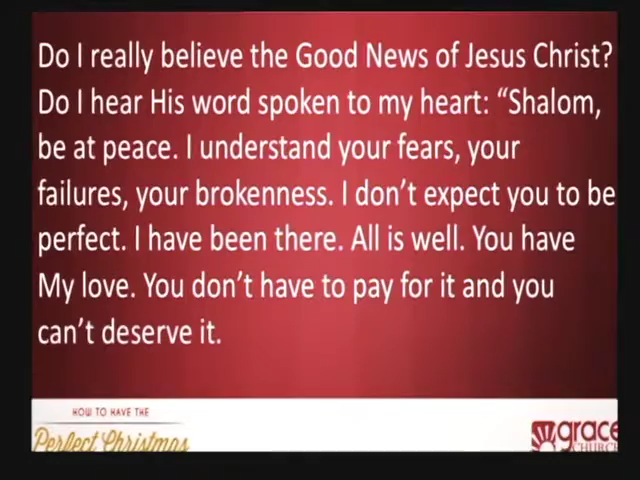 Do I really believe the Good News of Jesus Christ?
Do I hear His word spoken to my heart: “Shalom,
be at peace. I understand your fears, your
failures, your brokenness. I don’t expect you to be
perfect. I have been there. All is well. You have
My love. You don’t have to pay for it and you
can’t deserve it.
HOW TO HAVE THE
Perfect Christmas
grace
CHURCH